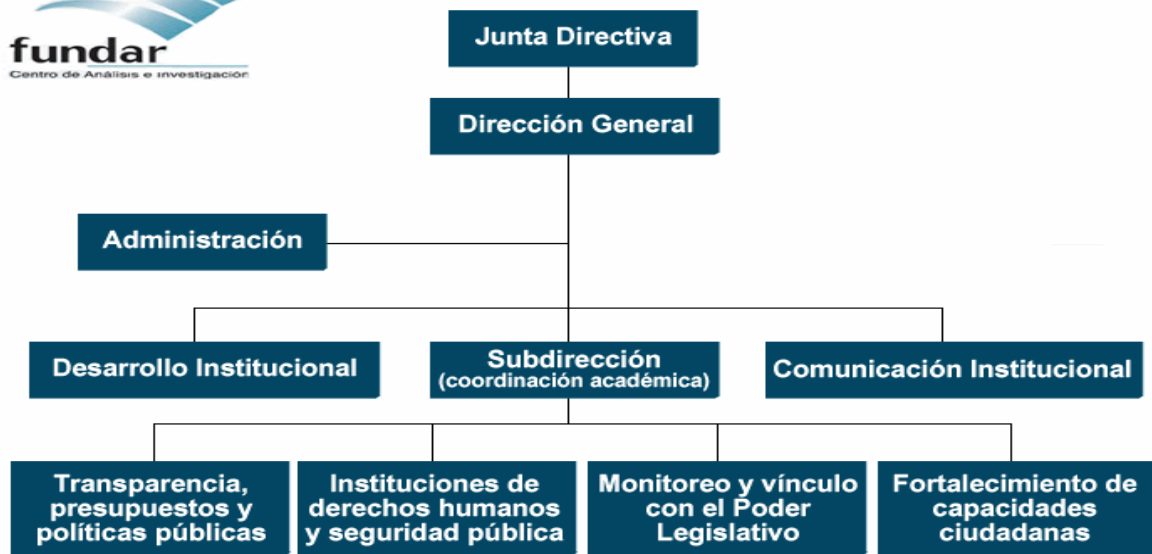 fundar
Centro de Análisis e investigación
Junta Directiva
Dirección General
Administración
Desarrollo Institucional
Subdirección
(coordinación académica)
Comunicación Institucional
Transparencia,
presupuestos y
políticas públicas
Instituciones de
derechos humanos
y seguridad pública
Monitoreo y vínculo
con el Poder
Legislativo
Fortalecimiento de
capacidades
ciudadanas